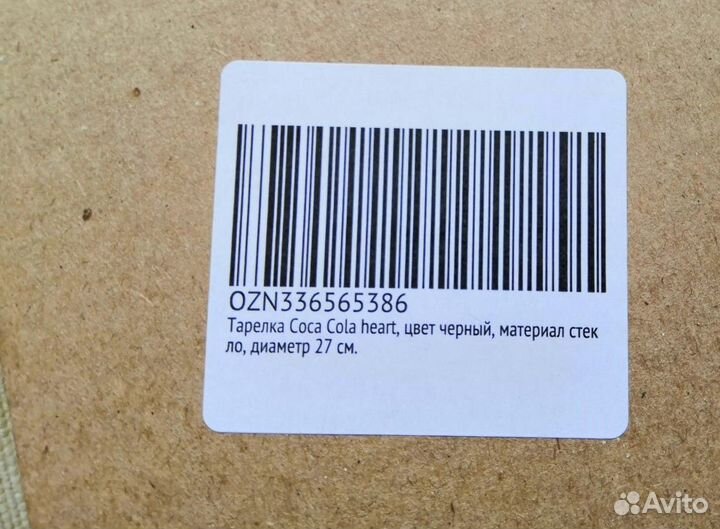 OZN336565386
Тарелка Coca Cola heart, цвет черный, материал стек
ло, диаметр 27 см.
Avito